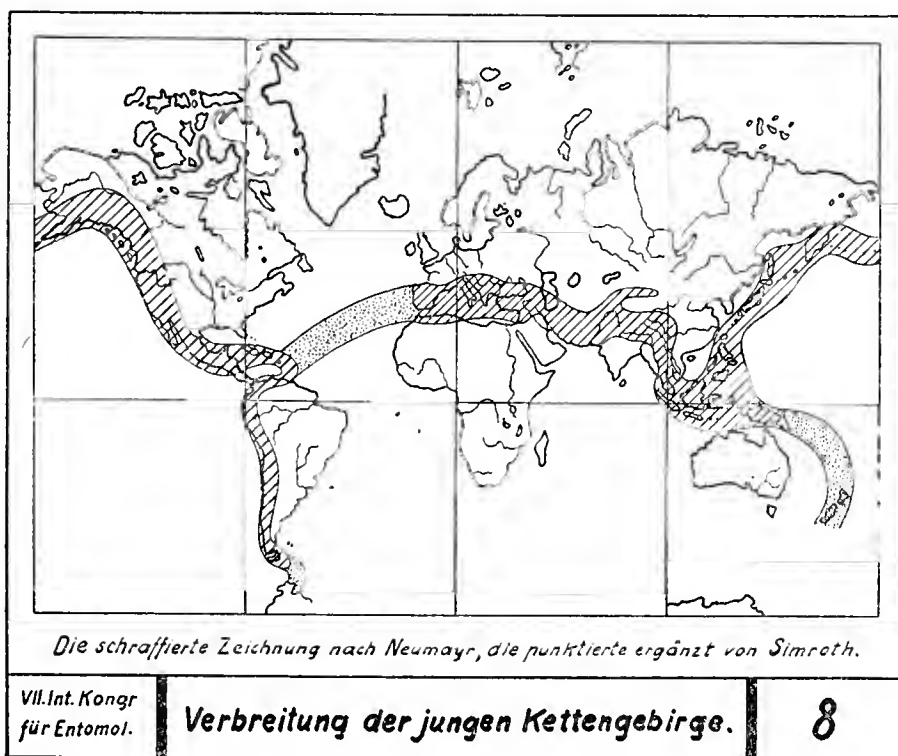 Die schraffierte Zeichnung nach Neumayr, die punktierte ergänzt von Simroth.
VII. Int. Kongr
für Entomol.
Verbreitung der jungen Kettengebirge.
8